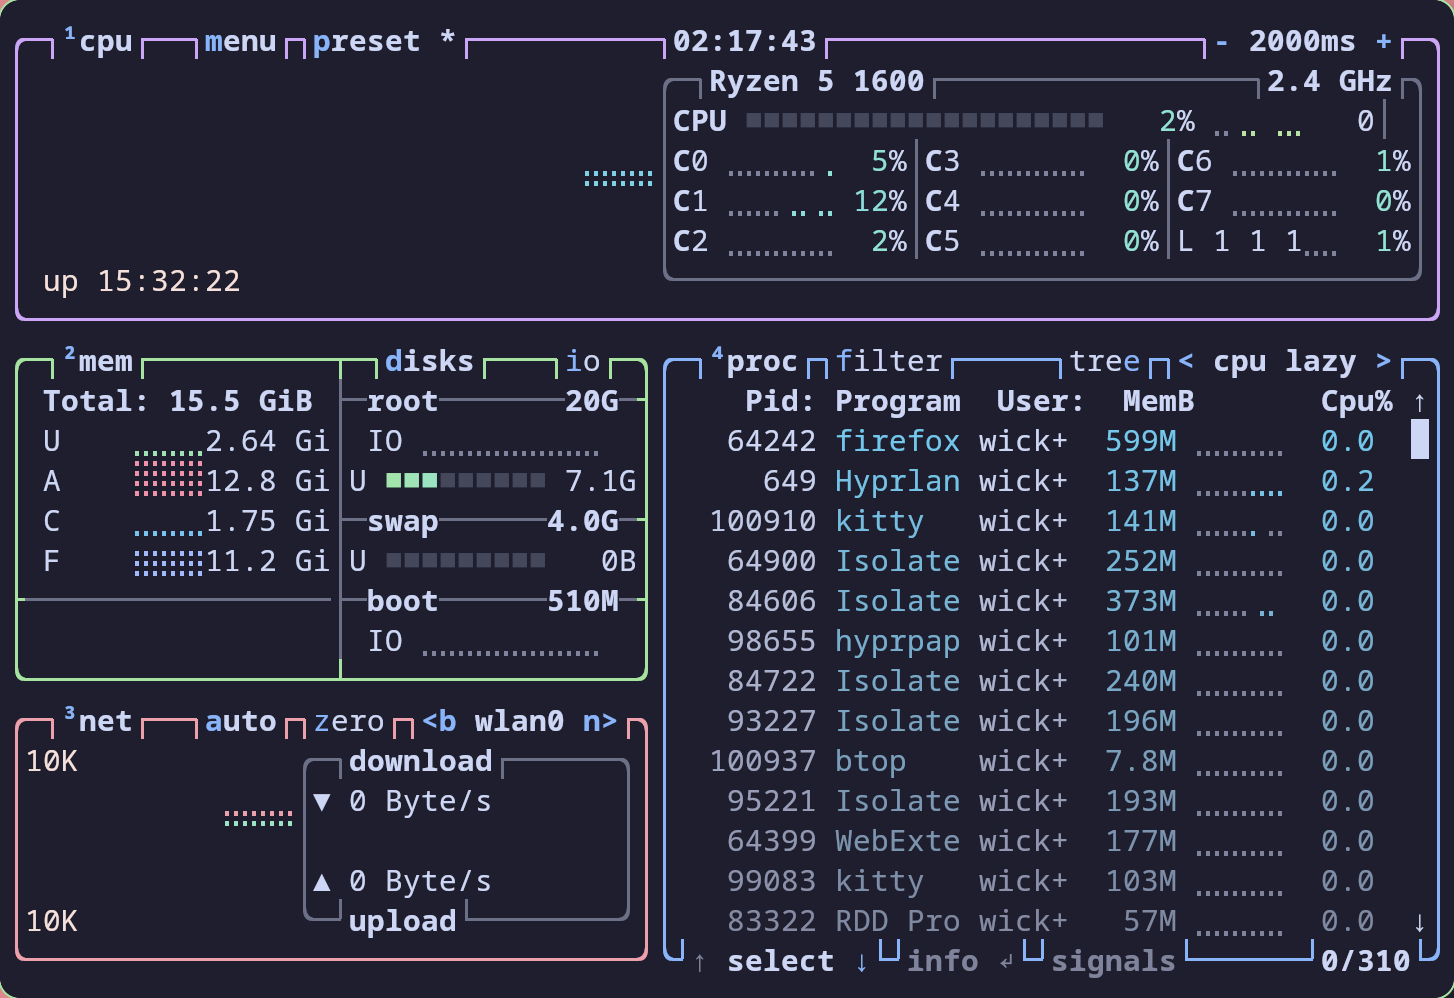 ¹cpu menu preset * 02:17:43 - 2000ms +
Ryzen 5 1600 2.4 GHz
CPU 2% 0
C0 5% C3 0% C6 1%
C1 12% C4 0% C7 0%
C2 2% C5 0% L 1 1 1 1%
up 15:32:22
²mem disks io
Total: 15.5 GiB root 20G
U 2.64 Gi IO
A 12.8 Gi U 7.1G
C 1.75 Gi swap 4.0G
F 11.2 Gi U 0B
boot 510M
IO
³net auto zero <b wlan0 n>
10K download
▼ 0 Byte/s
▲ 0 Byte/s
10K upload
⁴proc filter tree < cpu lazy >
Pid: Program User: MemB Cpu% ↑
64242 firefox wick+ 599M 0.0
649 Hyprlan wick+ 137M 0.2
100910 kitty wick+ 141M 0.0
64900 Isolate wick+ 252M 0.0
84606 Isolate wick+ 373M 0.0
98655 hyprpap wick+ 101M 0.0
84722 Isolate wick+ 240M 0.0
93227 Isolate wick+ 196M 0.0
100937 btop wick+ 7.8M 0.0
95221 Isolate wick+ 193M 0.0
64399 WebExte wick+ 177M 0.0
99083 kitty wick+ 103M 0.0
83322 RDD Pro wick+ 57M 0.0 ↓
↑ select ↓ info ↲ signals 0/310